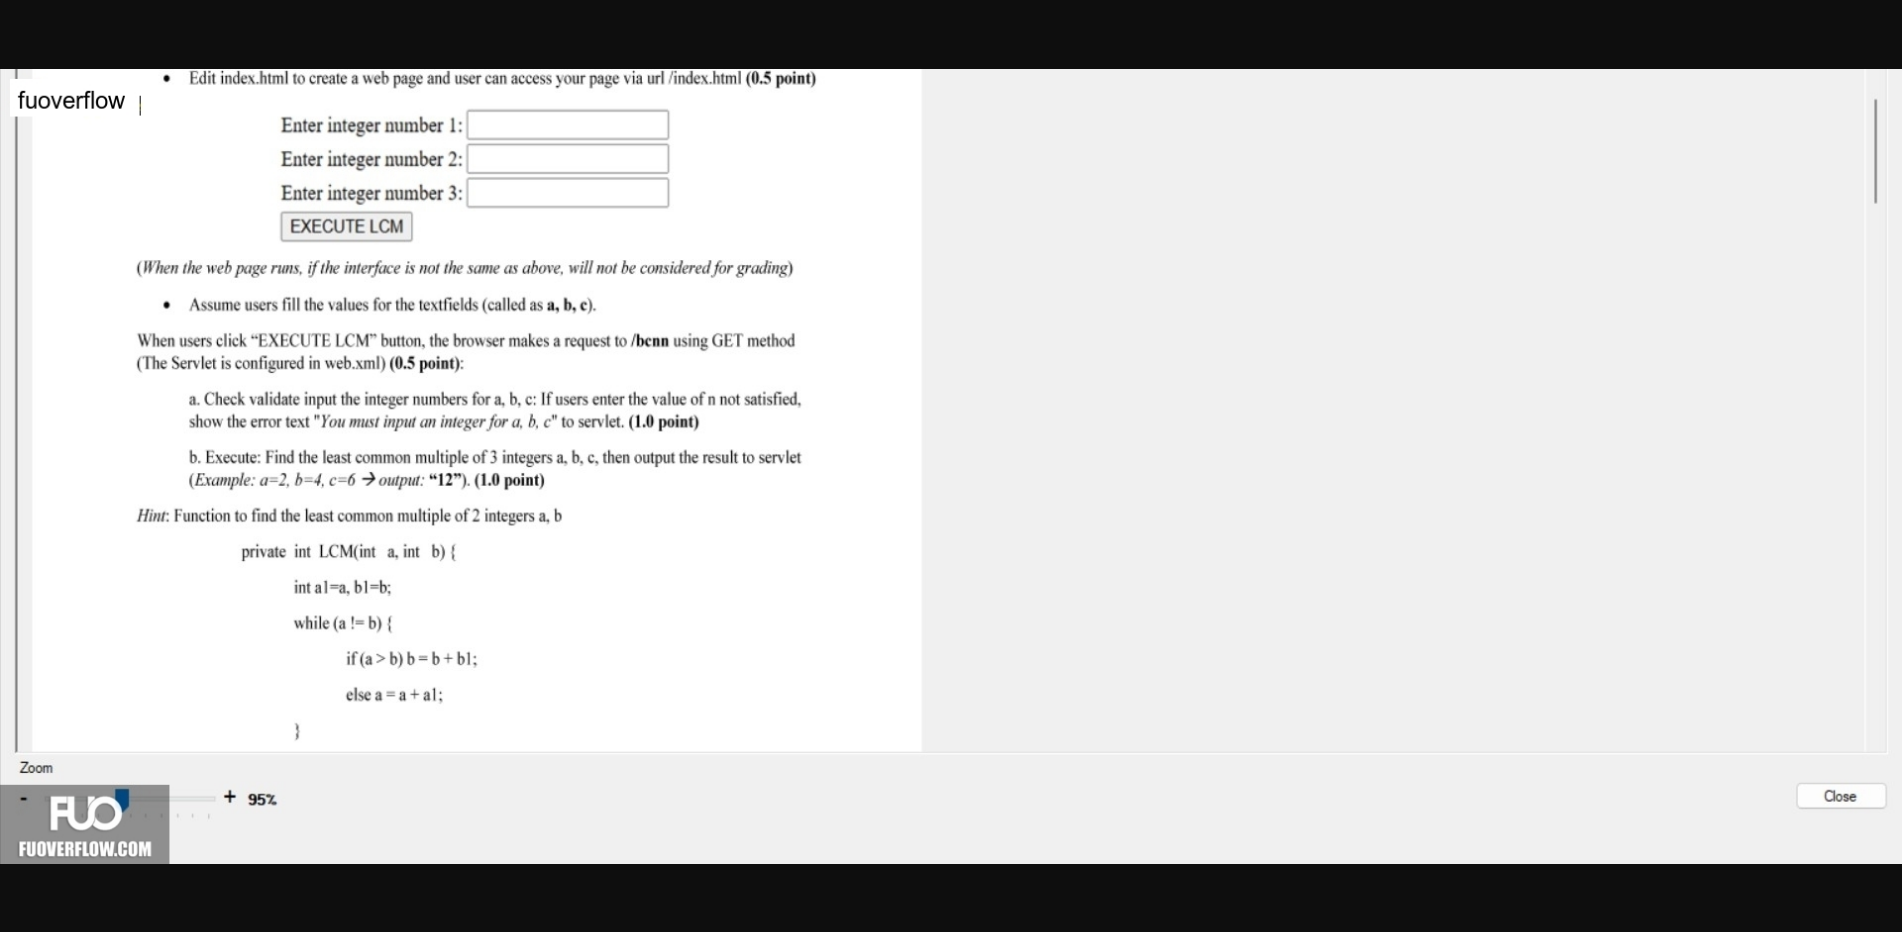 • Edit index.html to create a web page and user can access your page via url /index.html (0.5 point)
fuoverflow
Enter integer number 1:
Enter integer number 2:
Enter integer number 3:
EXECUTE LCM
(When the web page runs, if the interface is not the same as above, will not be considered for grading)
• Assume users fill the values for the textfields (called as a, b, c).
When users click “EXECUTE LCM” button, the browser makes a request to /bcnn using GET method
(The Servlet is configured in web.xml) (0.5 point):
a. Check validate input the integer numbers for a, b, c: If users enter the value of n not satisfied,
show the error text "You must input an integer for a, b, c" to servlet. (1.0 point)
b. Execute: Find the least common multiple of 3 integers a, b, c, then output the result to servlet
(Example: a=2, b=4, c=6 → output: “12”). (1.0 point)
Hint: Function to find the least common multiple of 2 integers a, b
private int LCM(int a, int b) {
int a1=a, b1=b;
while (a != b) {
if (a > b) b = b + b1;
else a = a + a1;
}
Zoom
- + 95%
Close
FUO
FUOVERFLOW.COM